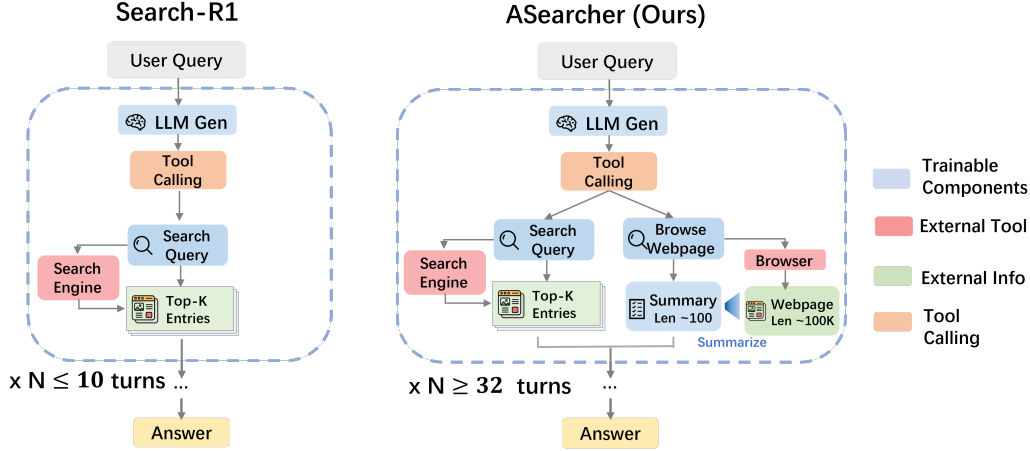 Search-R1
User Query
LLM Gen
Tool
Calling
Search
Query
Search
Engine
Top-K
Entries
x N ≤ 10 turns ...
Answer
ASearcher (Ours)
User Query
LLM Gen
Tool
Calling
Search
Query
Browse
Webpage
Search
Engine
Browser
Top-K
Entries
Summary
Len ~100
Webpage
Len ~100K
Summarize
x N ≥ 32 turns ...
Answer
Trainable
Components
External Tool
External Info
Tool
Calling